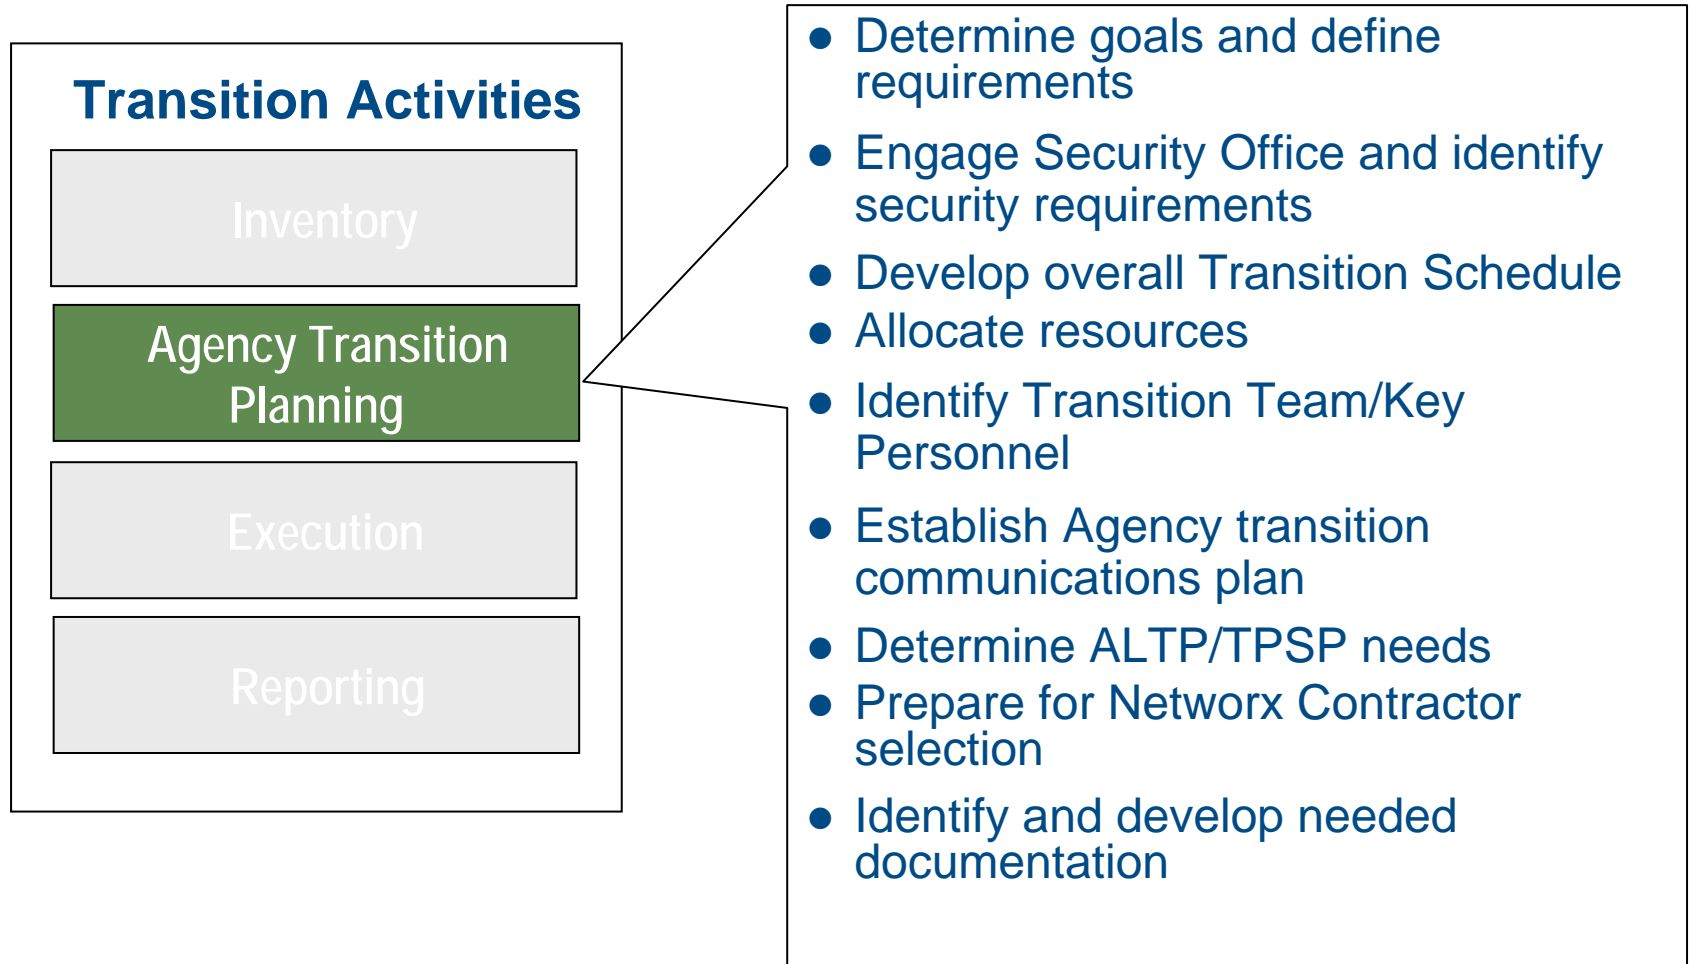 Transition Activities
Inventory
Agency Transition
Planning
Execution
Reporting
● Determine goals and define
requirements
● Engage Security Office and identify
security requirements
● Develop overall Transition Schedule
● Allocate resources
● Identify Transition Team/Key
Personnel
● Establish Agency transition
communications plan
● Determine ALTP/TPSP needs
● Prepare for Networx Contractor
selection
● Identify and develop needed
documentation